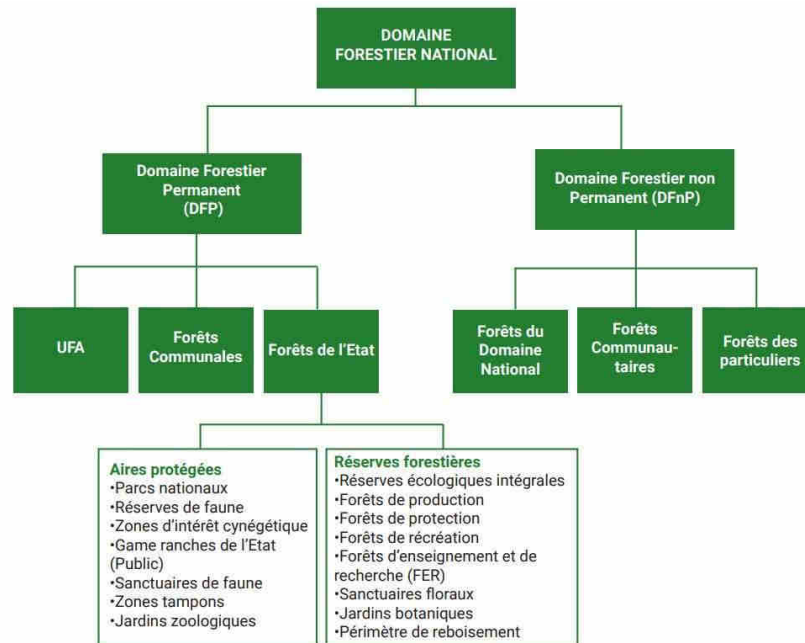 DOMAINE
FORESTIER NATIONAL
Domaine Forestier
Permanent
(DFP)
Domaine Forestier non
Permanent (DFnP)
UFA
Forêts
Communales
Forêts de l'Etat
Forêts du
Domaine
National
Forêts
Communau-
taires
Forêts des
particuliers
Aires protégées
•Parcs nationaux
•Réserves de faune
•Zones d'intérêt cynégétique
•Game ranches de l'Etat
(Public)
•Sanctuaires de faune
•Zones tampons
•Jardins zoologiques
Réserves forestières
•Réserves écologiques intégrales
•Forêts de production
•Forêts de protection
•Forêts de récréation
•Forêts d'enseignement et de
recherche (FER)
•Sanctuaires floraux
•Jardins botaniques
•Périmètre de reboisement